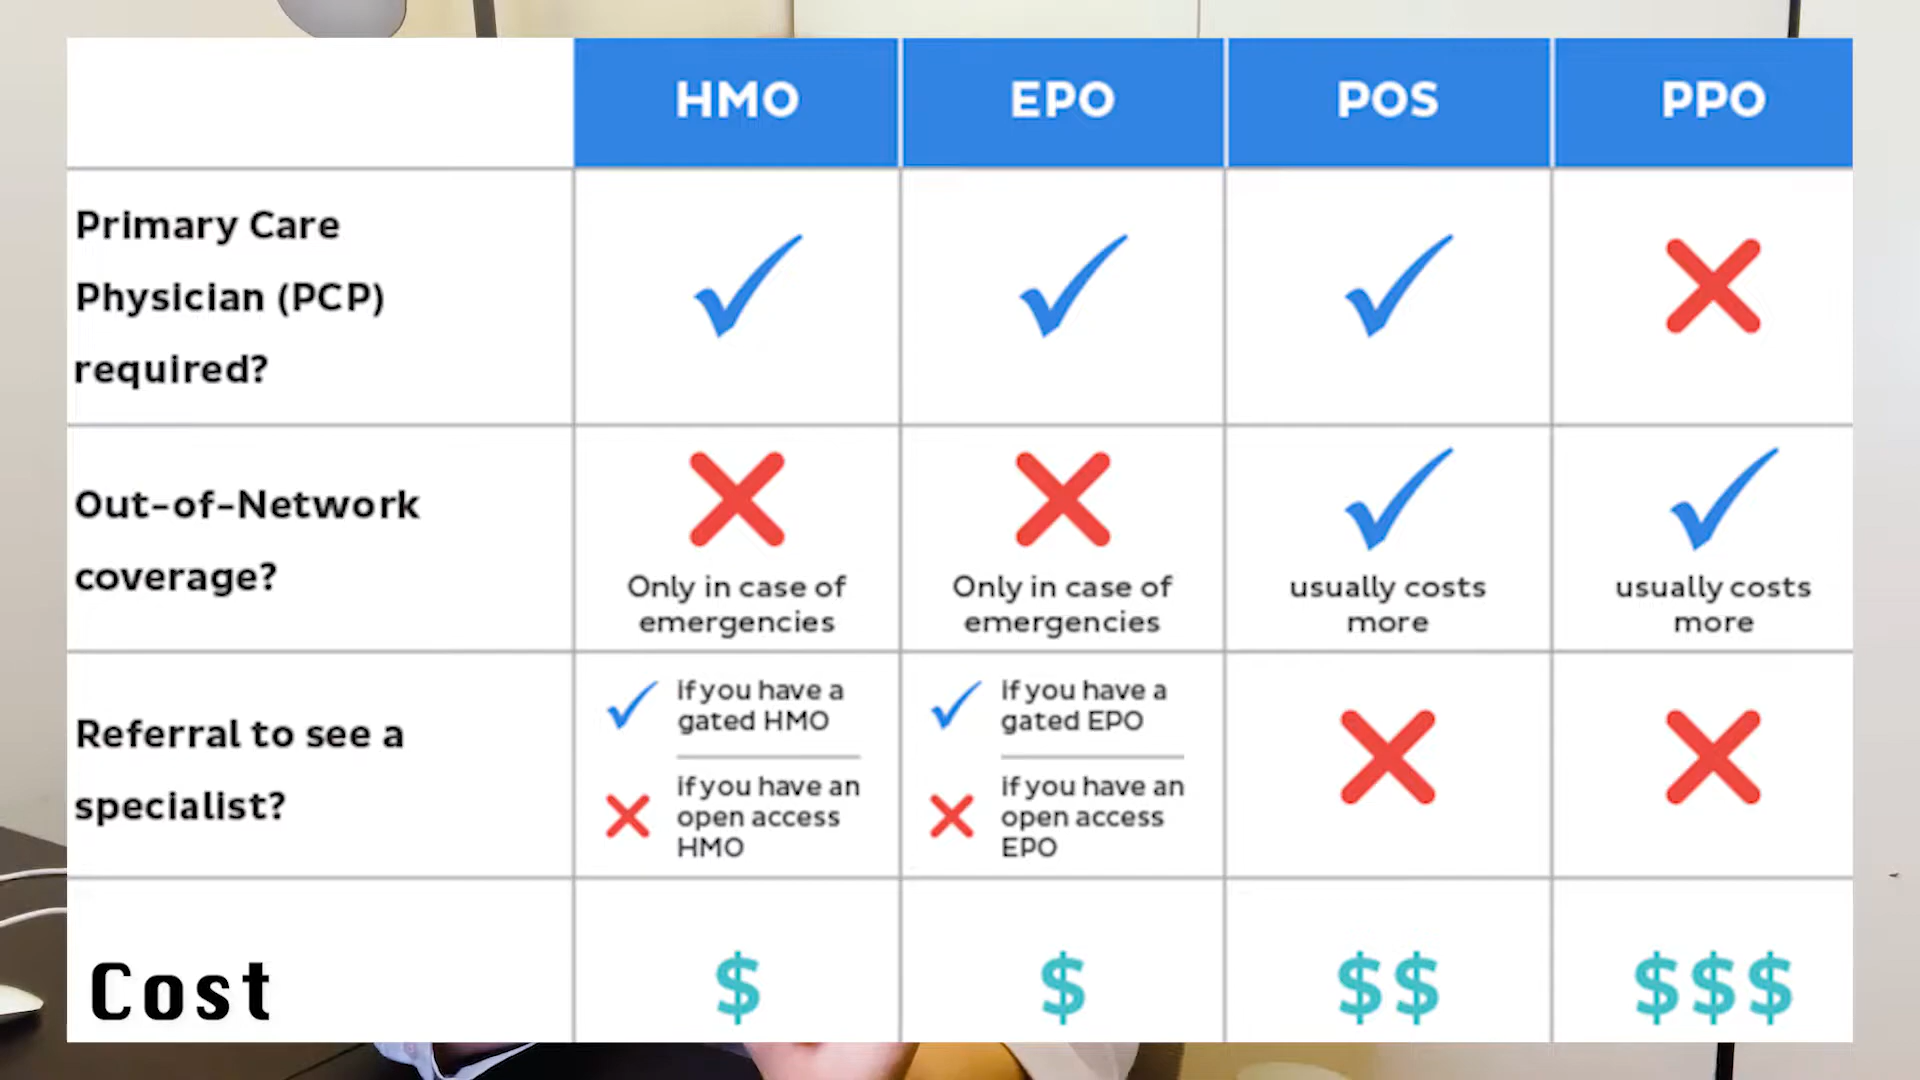 HMO EPO POS PPO
Primary Care
Physician (PCP)
required?
Out-of-Network
coverage?
Only in case of
emergencies
Only in case of
emergencies
usually costs
more
usually costs
more
Referral to see a
specialist?
if you have a
gated HMO
if you have an
open access
HMO
if you have a
gated EPO
if you have an
open access
EPO
Cost $ $ $$ $$$